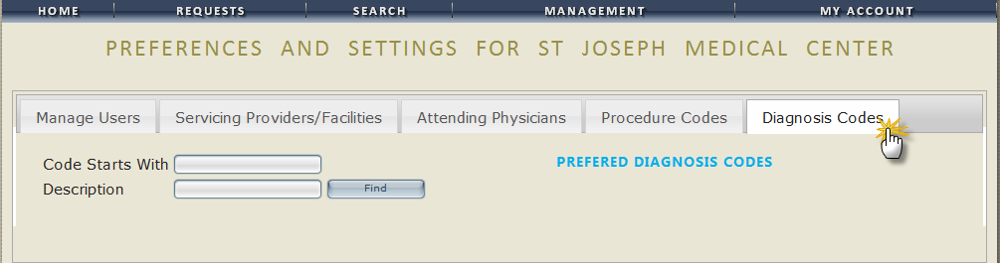 HOME REQUESTS SEARCH MANAGEMENT MY ACCOUNT
PREFERENCES AND SETTINGS FOR ST JOSEPH MEDICAL CENTER
Manage Users Servicing Providers/Facilities Attending Physicians Procedure Codes Diagnosis Codes
Code Starts With
Description Find
PREFERED DIAGNOSIS CODES